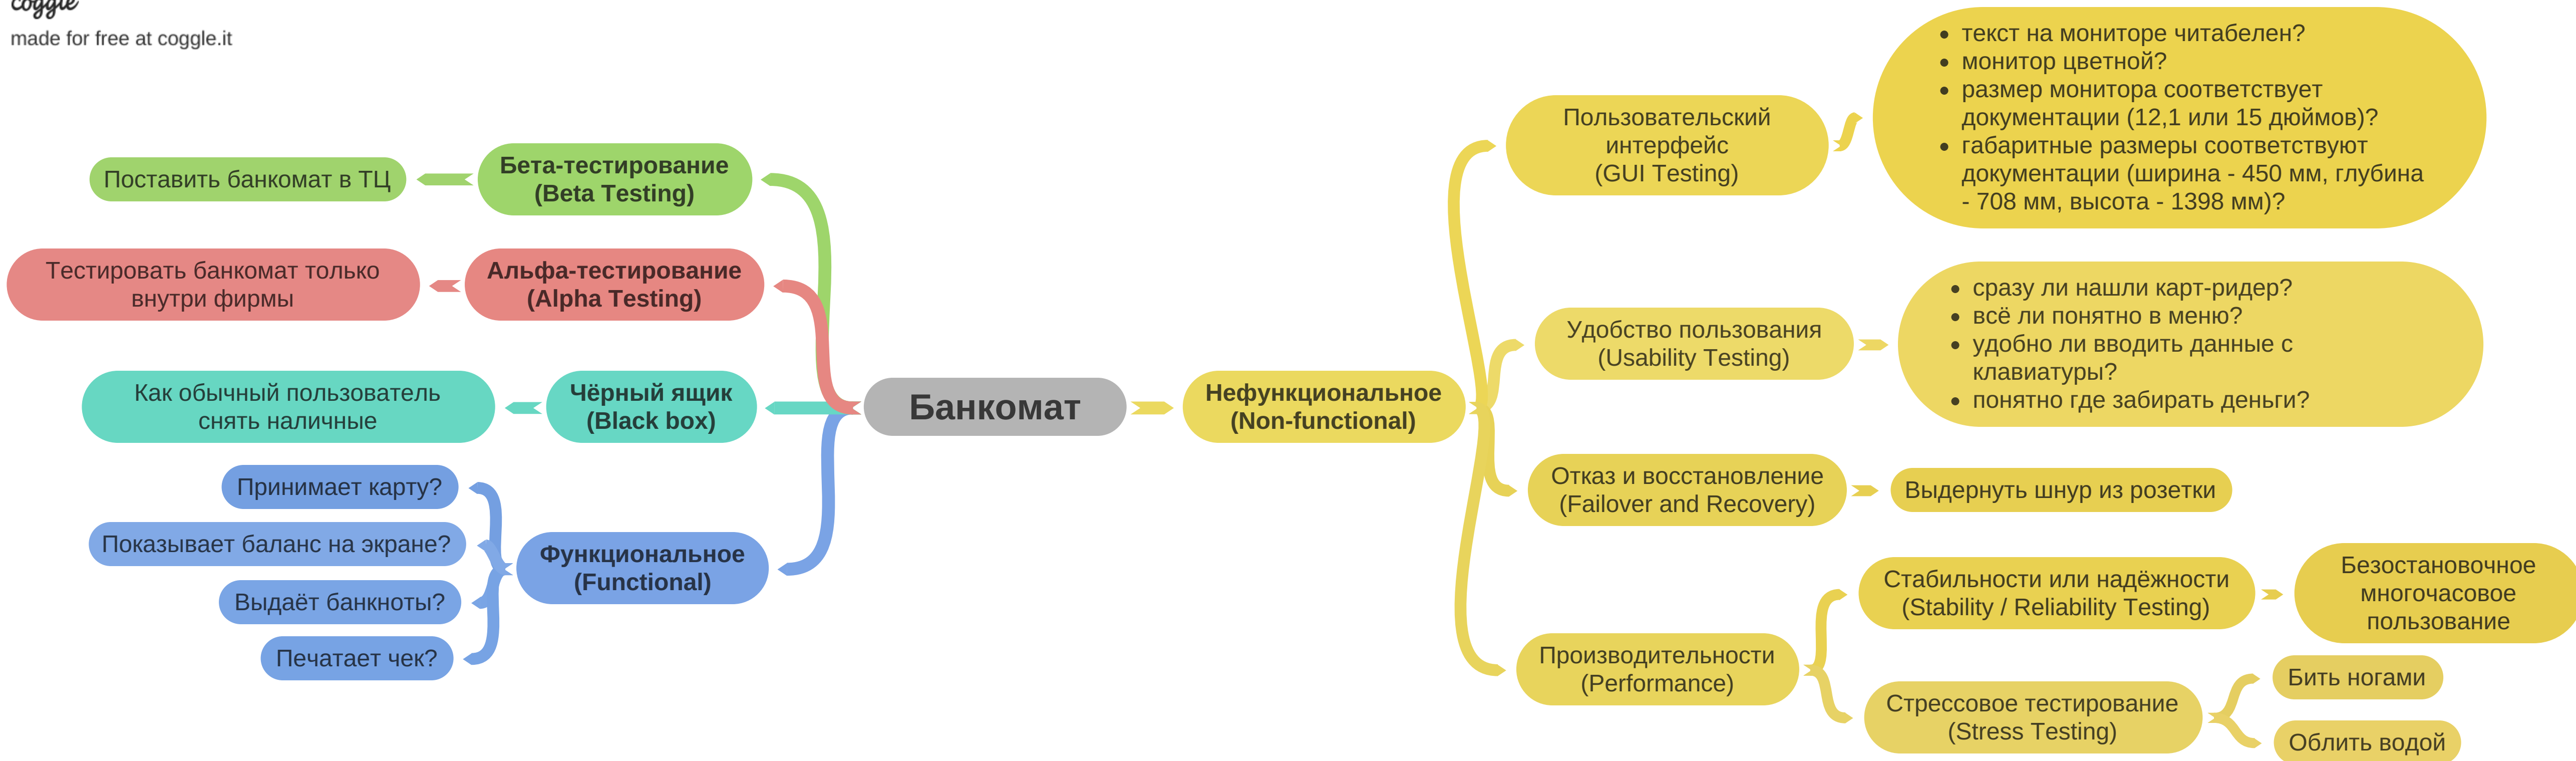 coggle
made for free at coggle.it
Поставить банкомат в ТЦ
Бета-тестирование
(Beta Testing)
Тестировать банкомат только
внутри фирмы
Альфа-тестирование
(Alpha Testing)
Как обычный пользователь
снять наличные
Чёрный ящик
(Black box)
Принимает карту?
Показывает баланс на экране?
Выдаёт банкноты?
Печатает чек?
Функциональное
(Functional)
Банкомат
Нефункциональное
(Non-functional)
Пользовательский
интерфейс
(GUI Testing)
• текст на мониторе читабелен?
• монитор цветной?
• размер монитора соответствует
документации (12,1 или 15 дюймов)?
• габаритные размеры соответствуют
документации (ширина - 450 мм, глубина
- 708 мм, высота - 1398 мм)?
Удобство пользования
(Usability Testing)
• сразу ли нашли карт-ридер?
• всё ли понятно в меню?
• удобно ли вводить данные с
клавиатуры?
• понятно где забирать деньги?
Отказ и восстановление
(Failover and Recovery)
Выдернуть шнур из розетки
Производительности
(Performance)
Стабильности или надёжности
(Stability / Reliability Testing)
Безостановочное
многочасовое
пользование
Стрессовое тестирование
(Stress Testing)
Бить ногами
Облить водой